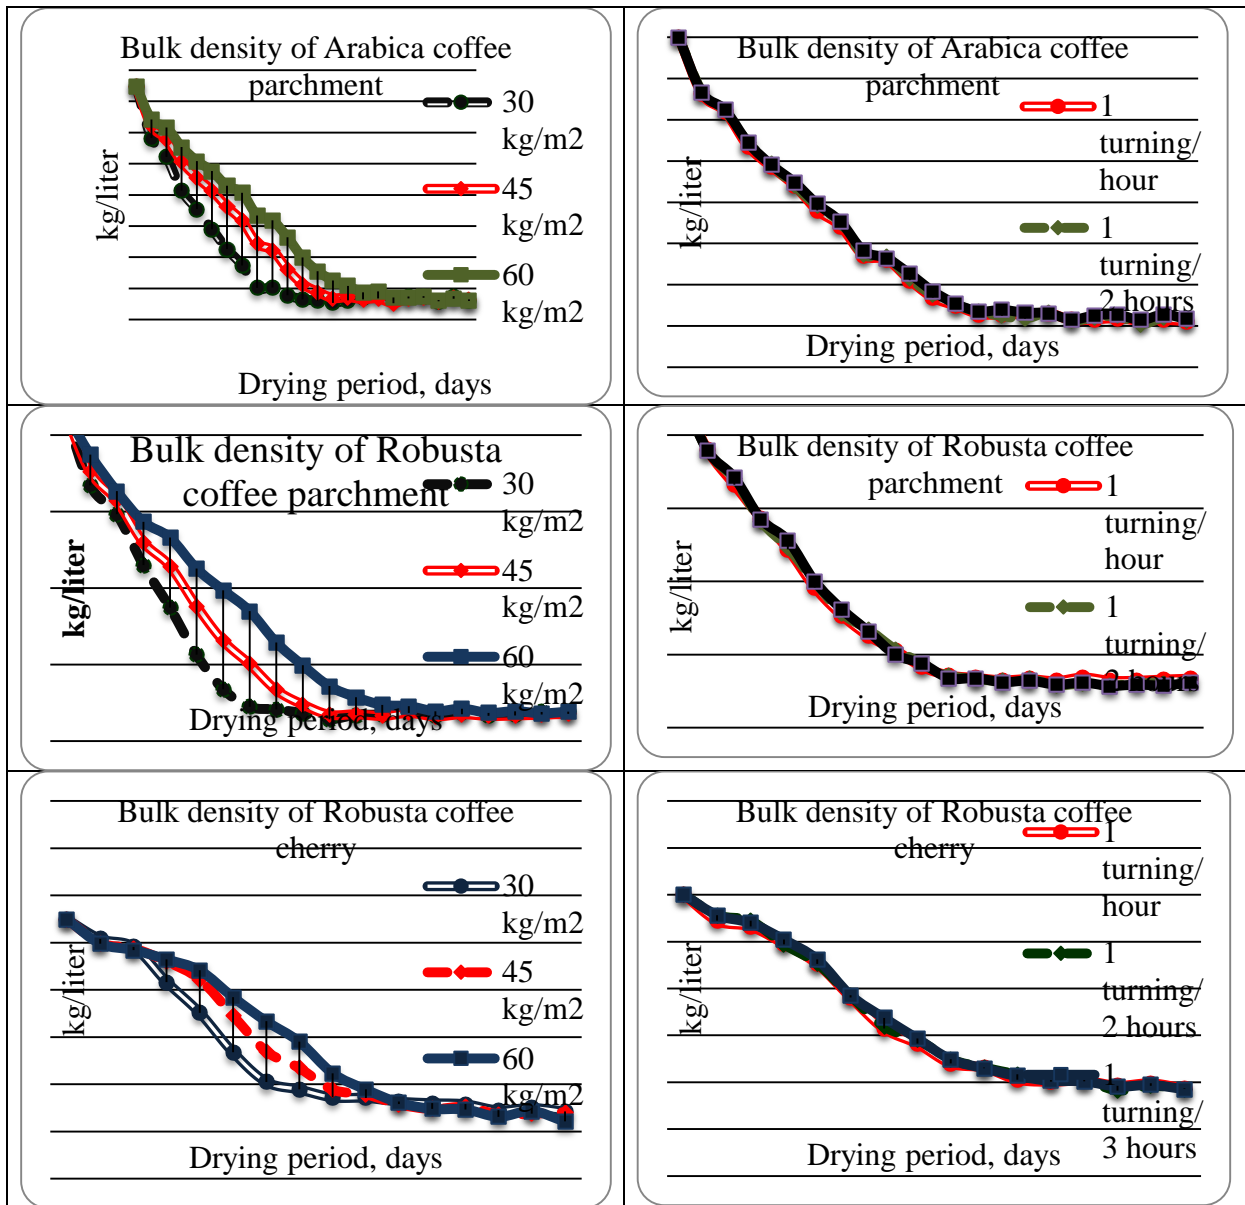 Bulk density of Arabica coffee
parchment
kg/liter
30
kg/m2
45
kg/m2
60
kg/m2
Drying period, days
Bulk density of Arabica coffee
parchment
kg/liter
1
turning/
hour
1
turning/
2 hours
Drying period, days
Bulk density of Robusta
coffee parchment
kg/liter
30
kg/m2
45
kg/m2
60
kg/m2
Drying period, days
Bulk density of Robusta coffee
parchment
kg/liter
1
turning/
hour
1
turning/
2 hours
Drying period, days
Bulk density of Robusta coffee
cherry
kg/liter
30
kg/m2
45
kg/m2
60
kg/m2
Drying period, days
Bulk density of Robusta coffee
cherry
kg/liter
1
turning/
hour
1
turning/
2 hours
1
turning/
3 hours
Drying period, days